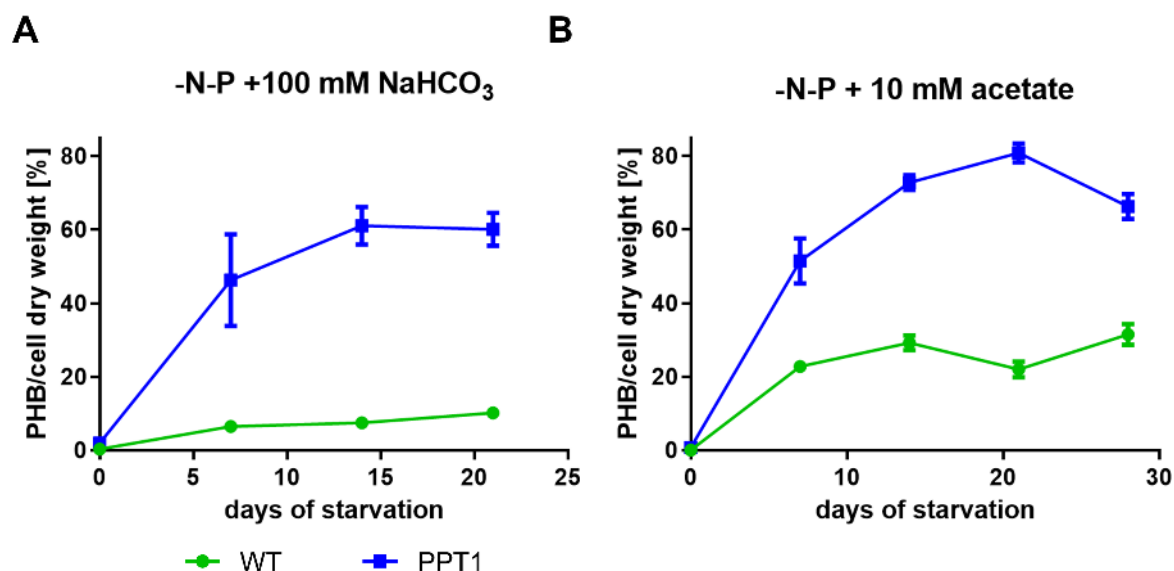 A
-N-P +100 mM NaHCO₃
PHB/cell dry weight [%]
80
60
40
20
0
0 5 10 15 20 25
days of starvation
WT PPT1
B
-N-P + 10 mM acetate
PHB/cell dry weight [%]
80
60
40
20
0
0 10 20 30
days of starvation